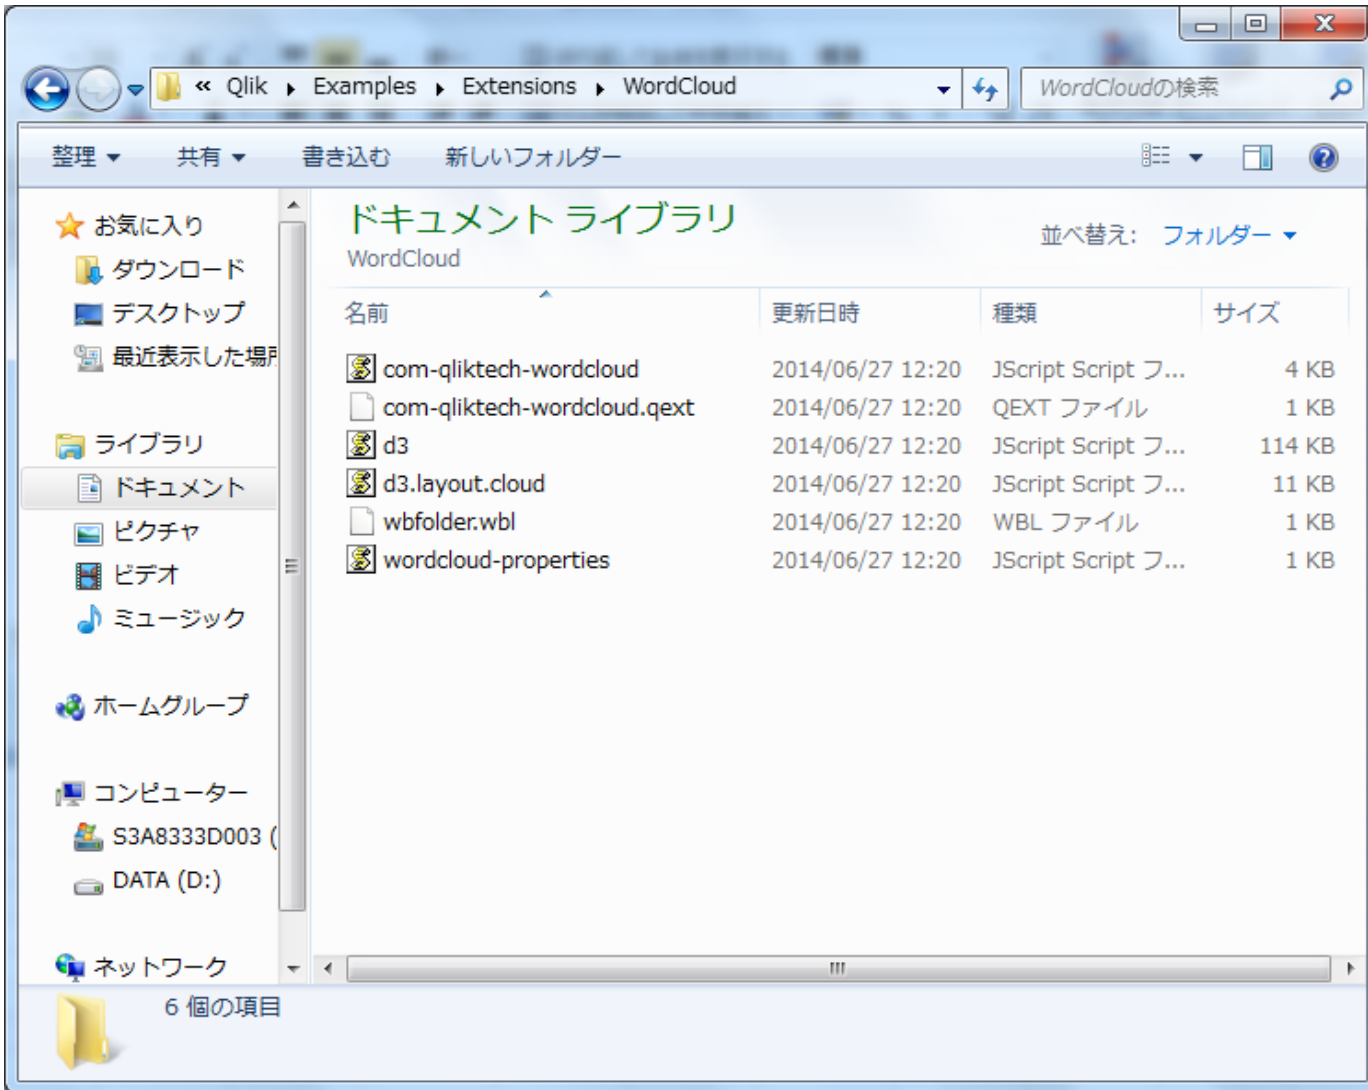 « Qlik ▸ Examples ▸ Extensions ▸ WordCloud
WordCloudの検索
整理 ▼ 共有 ▼ 書き込む 新しいフォルダー
お気に入り
ダウンロード
デスクトップ
最近表示した場所
ライブラリ
ドキュメント
ピクチャ
ビデオ
ミュージック
ホームグループ
コンピューター
S3A8333D003 (
DATA (D:)
ネットワーク
ドキュメント ライブラリ
WordCloud
並べ替え: フォルダー ▼
名前 更新日時 種類 サイズ
com-qliktech-wordcloud 2014/06/27 12:20 JScript Script フ... 4 KB
com-qliktech-wordcloud.qext 2014/06/27 12:20 QEXT ファイル 1 KB
d3 2014/06/27 12:20 JScript Script フ... 114 KB
d3.layout.cloud 2014/06/27 12:20 JScript Script フ... 11 KB
wbfolder.wbl 2014/06/27 12:20 WBL ファイル 1 KB
wordcloud-properties 2014/06/27 12:20 JScript Script フ... 1 KB
6 個の項目